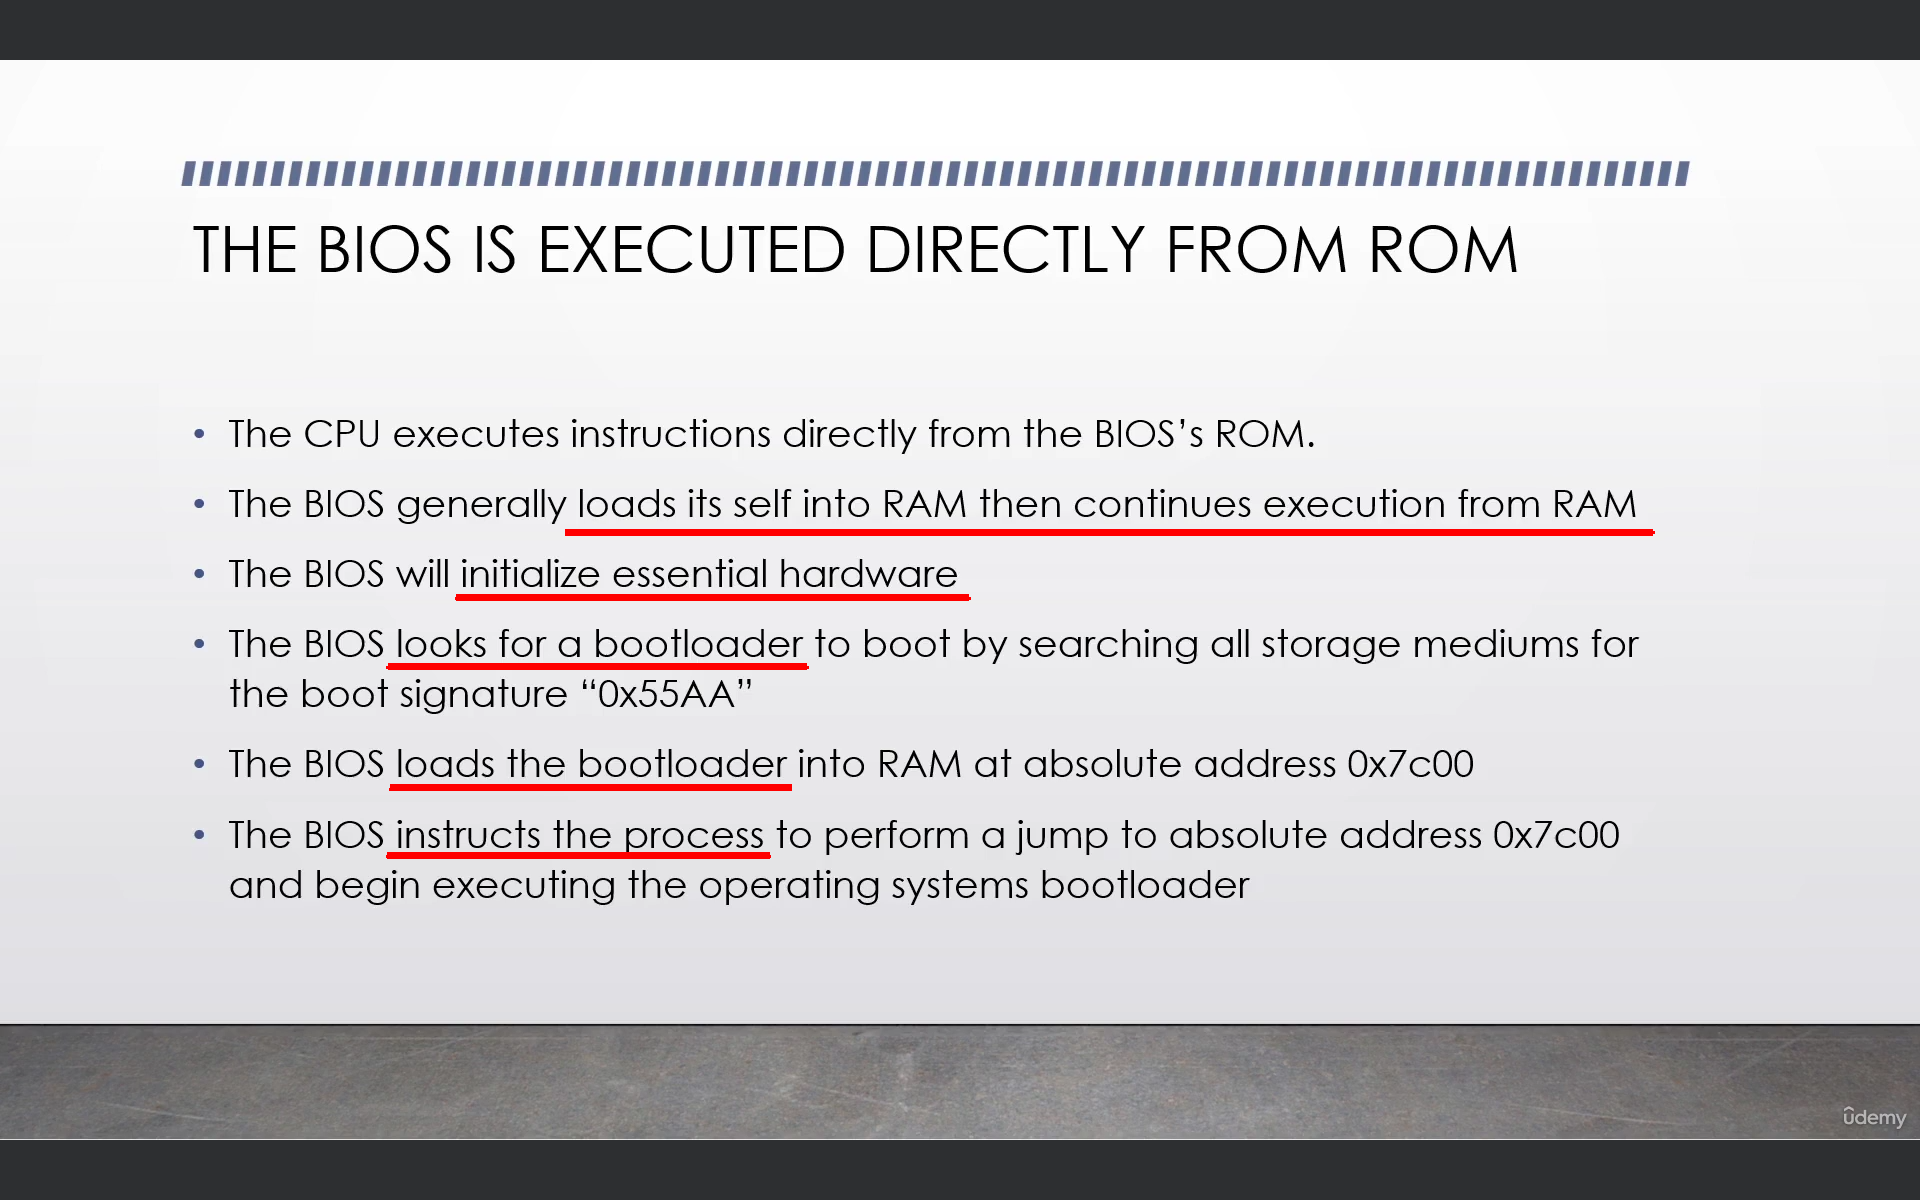 THE BIOS IS EXECUTED DIRECTLY FROM ROM
• The CPU executes instructions directly from the BIOS’s ROM.
• The BIOS generally loads its self into RAM then continues execution from RAM
• The BIOS will initialize essential hardware
• The BIOS looks for a bootloader to boot by searching all storage mediums for
the boot signature “0x55AA”
• The BIOS loads the bootloader into RAM at absolute address 0x7c00
• The BIOS instructs the process to perform a jump to absolute address 0x7c00
and begin executing the operating systems bootloader
udemy